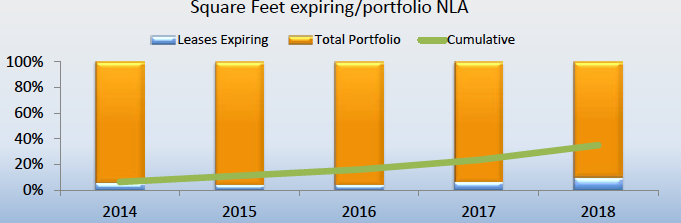 Square Feet expiring/portfolio NLA
Leases Expiring Total Portfolio Cumulative
100%
80%
60%
40%
20%
0%
2014 2015 2016 2017 2018